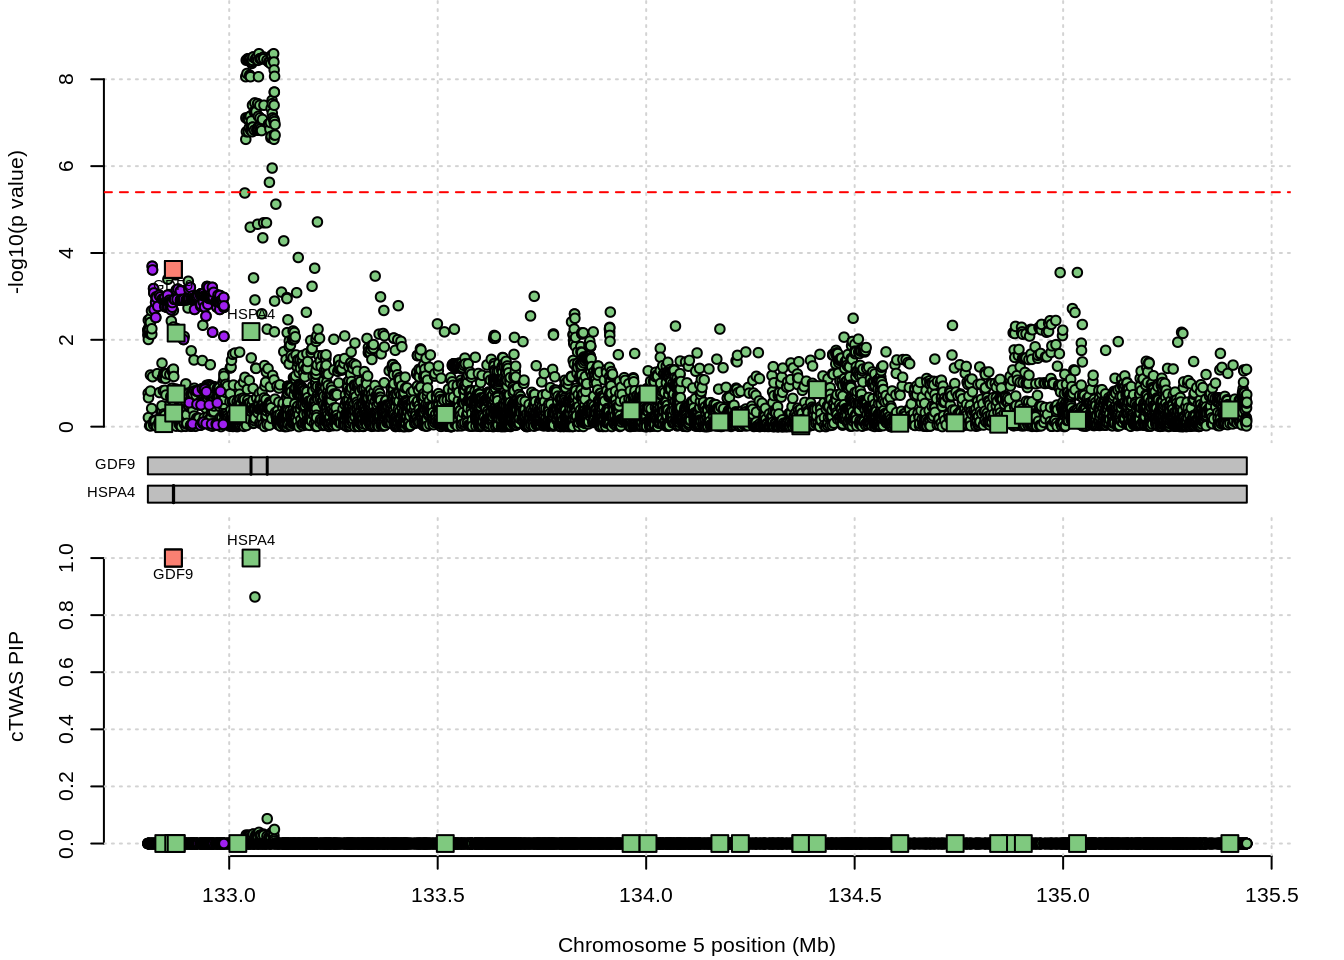 8
6
4
2
0
-log10(p value)
GDF9
HSPA4
GDF9
HSPA4
HSPA4
GDF9
1.0
0.8
0.6
0.4
0.2
0.0
cTWAS PIP
133.0 133.5 134.0 134.5 135.0 135.5
Chromosome 5 position (Mb)